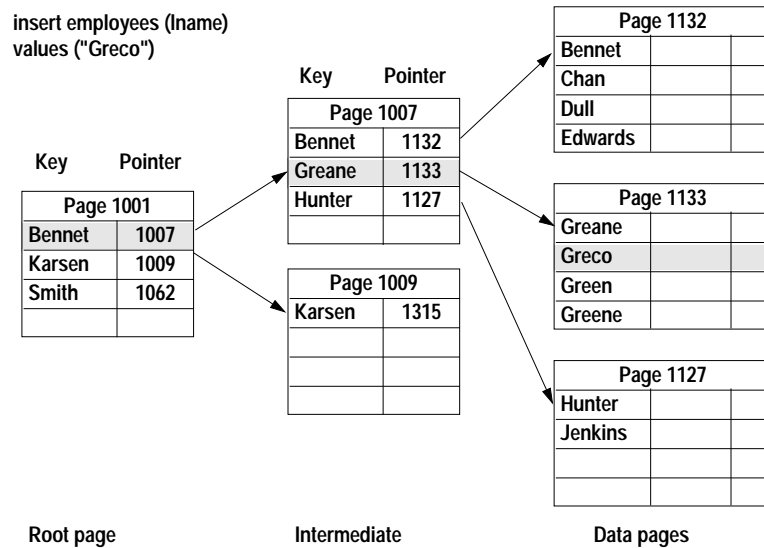 insert employees (lname)
values ("Greco")
Key Pointer
Page 1001
Bennet 1007
Karsen 1009
Smith 1062
Root page
Key Pointer
Page 1007
Bennet 1132
Greane 1133
Hunter 1127
Page 1009
Karsen 1315
Intermediate
Page 1132
Bennet
Chan
Dull
Edwards
Page 1133
Greane
Greco
Green
Greene
Page 1127
Hunter
Jenkins
Data pages